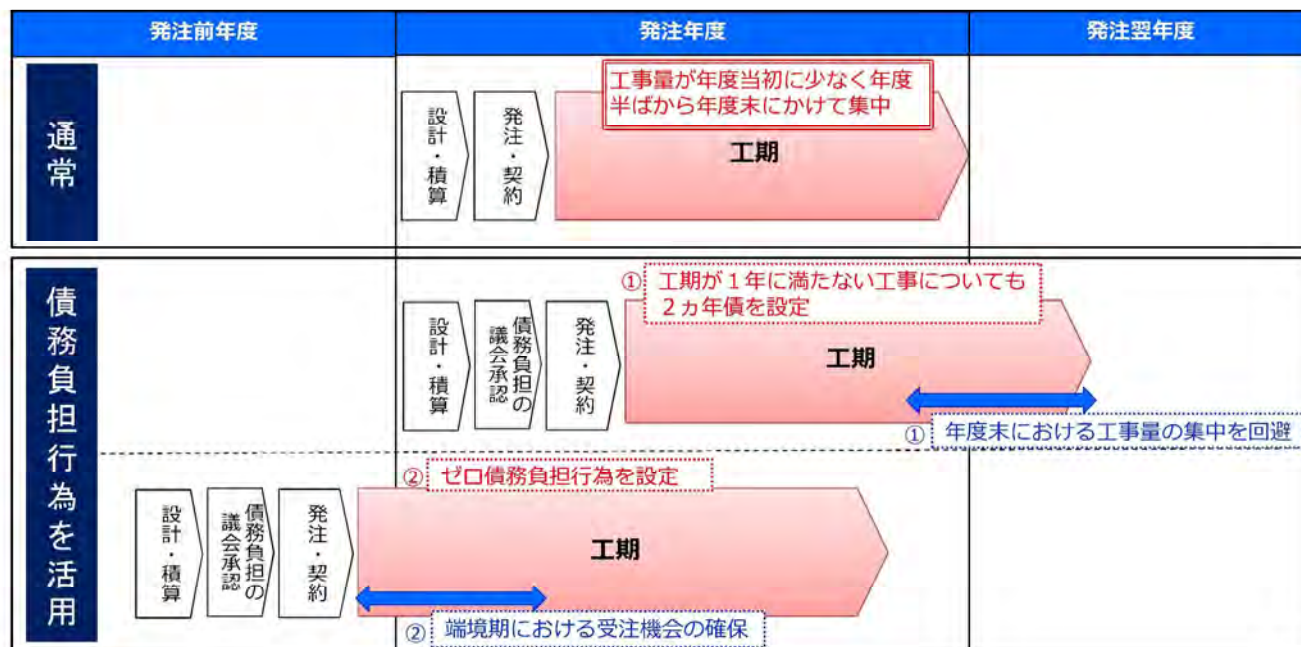 発注前年度
発注年度
発注翌年度
通常
設計・積算
発注・契約
工事量が年度当初に少なく年度
半ばから年度末にかけて集中
工期
債務負担行為を活用
設計・積算
債務負担の
議会承認
発注・契約
① 工期が１年に満たない工事についても
２ヵ年債を設定
工期
① 年度末における工事量の集中を回避
設計・積算
債務負担の
議会承認
発注・契約
② ゼロ債務負担行為を設定
工期
② 端境期における受注機会の確保